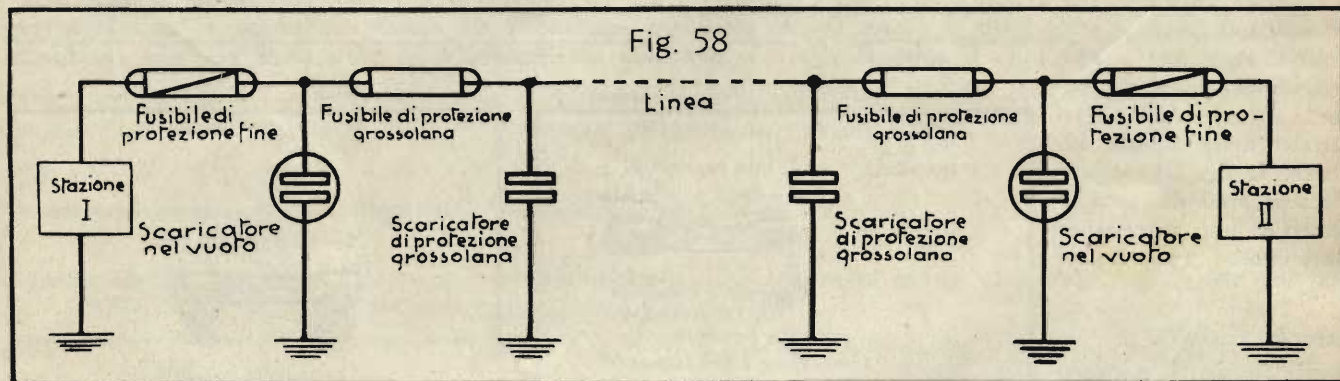 Fig. 58
Fusibile di
protezione fine
Fusibile di protezione
grossolana
Linea
Fusibile di protezione
grossolana
Fusibile di pro-
tezione fine
Stazione
I
Scaricatore
nel vuoto
Scaricatore
di protezione
grossolana
Scaricatore
di protezione
grossolana
Scaricatore
nel vuoto
Stazione
II